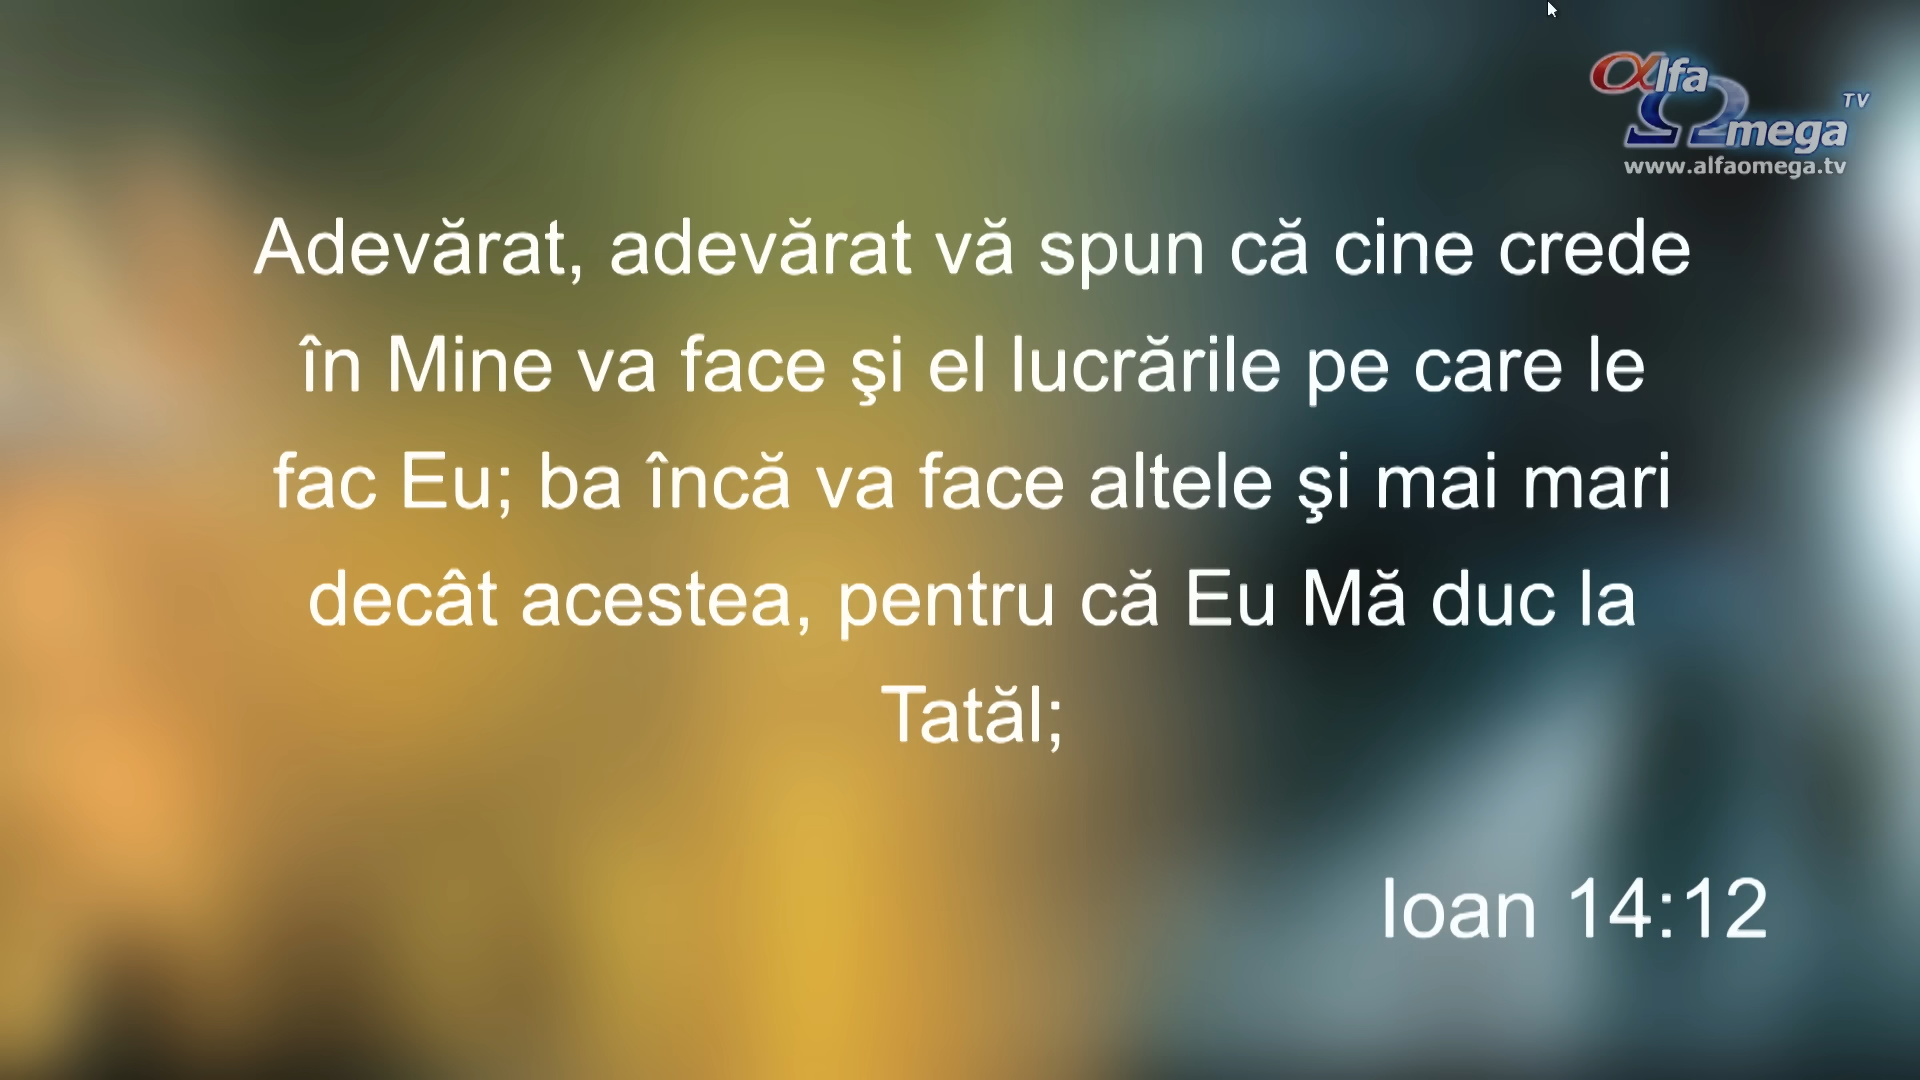 αlfa
Ωmega TV
www.alfaomega.tv
Adevărat, adevărat vă spun că cine crede
în Mine va face şi el lucrările pe care le
fac Eu; ba încă va face altele şi mai mari
decât acestea, pentru că Eu Mă duc la
Tatăl;
Ioan 14:12